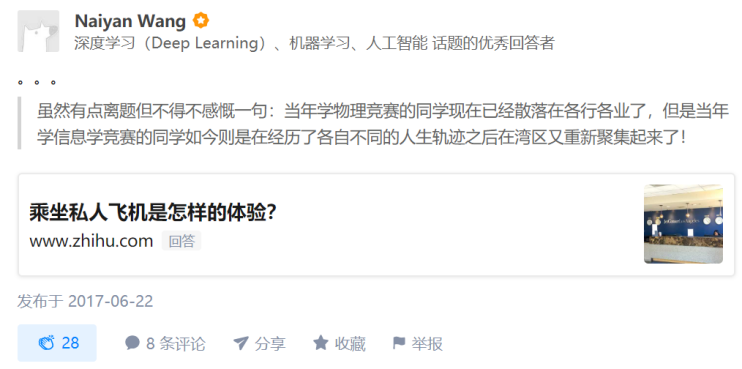 Naiyan Wang
深度学习（Deep Learning）、机器学习、人工智能 话题的优秀回答者
。。。
虽然有点离题但不得不感慨一句：当年学物理竞赛的同学现在已经散落在各行各业了，但是当年
学信息学竞赛的同学如今则是在经历了各自不同的人生轨迹之后在湾区又重新聚集起来了！
乘坐私人飞机是怎样的体验？
www.zhihu.com 回答
发布于 2017-06-22
28 8 条评论 分享 收藏 举报